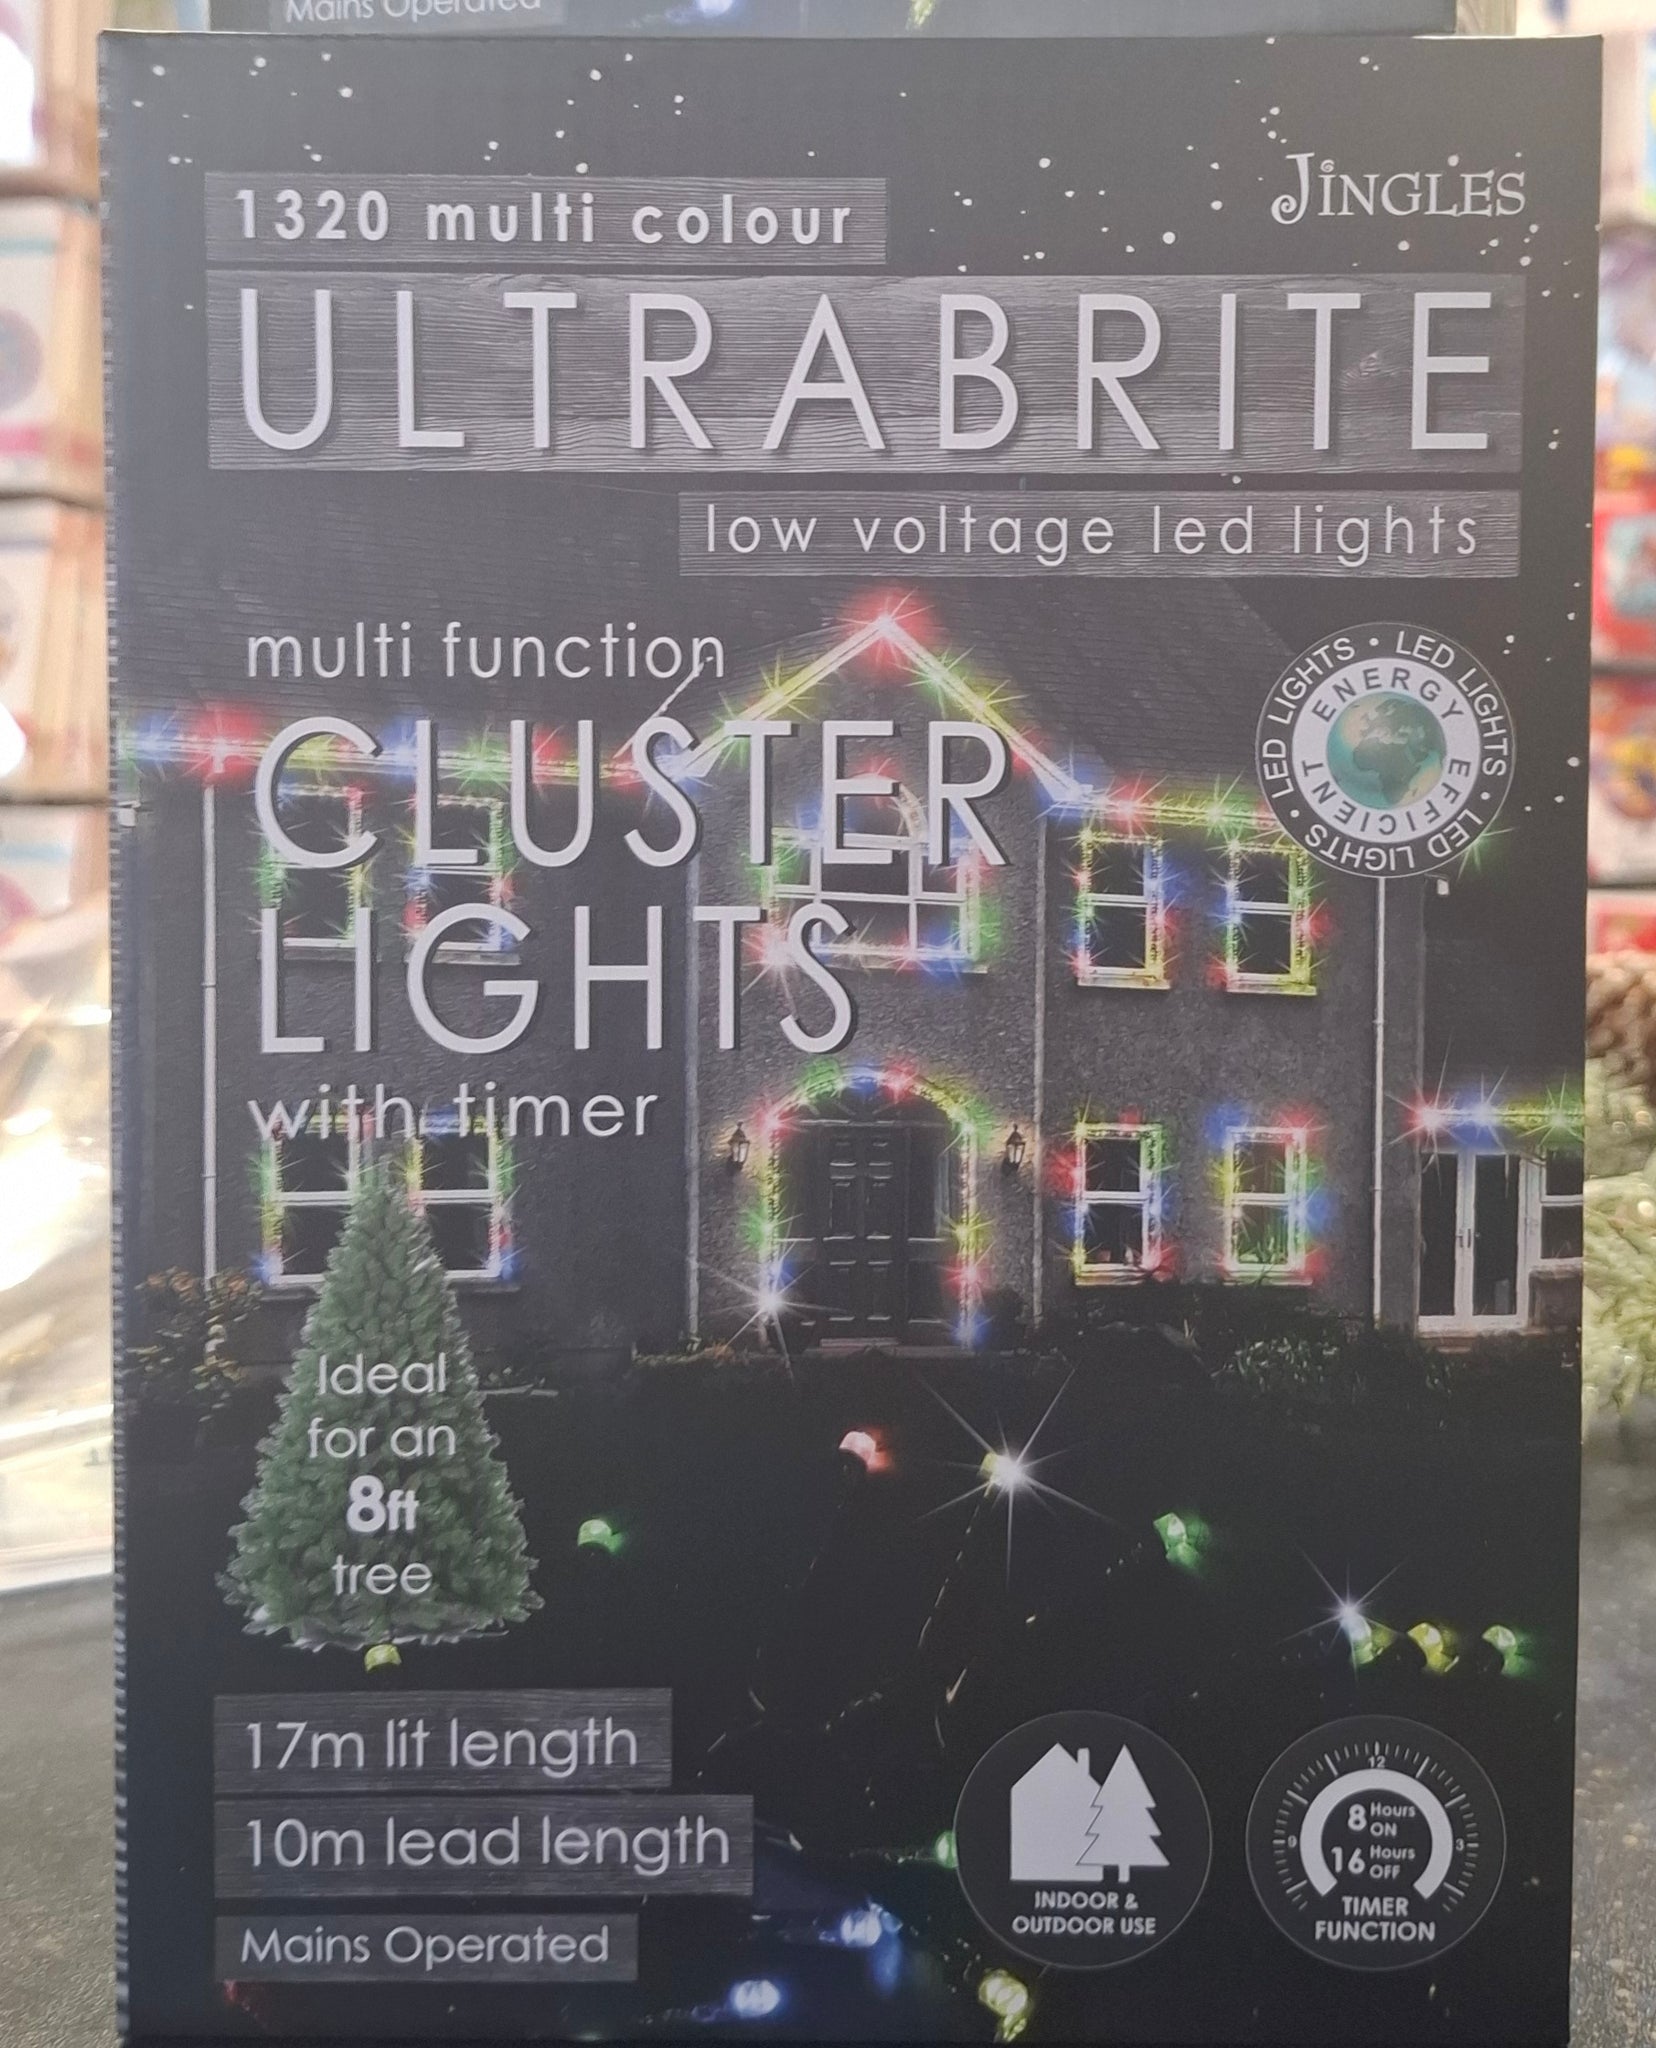 Mains Operated
JINGLES
1320 multi colour
ULTRABRITE
low voltage led lights
multi function
CLUSTER
LIGHTS
with timer
LED LIGHTS • LED LIGHTS • LED LIGHTS • LED LIGHTS •
ENERGY EFFICIENT
Ideal
for an
8ft
tree
17m lit length
10m lead length
Mains Operated
INDOOR &
OUTDOOR USE
12
9
3
8 Hours ON
16 Hours OFF
TIMER
FUNCTION